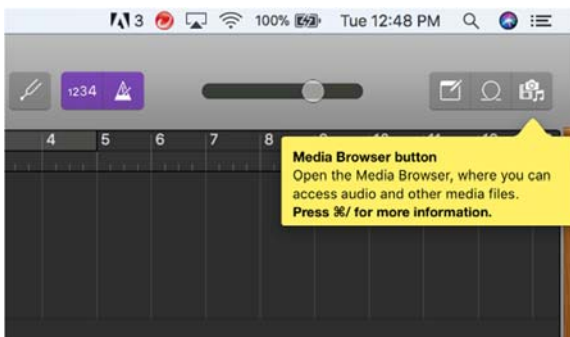 3 100% Tue 12:48 PM
1234
4 5 6 7 8
Media Browser button
Open the Media Browser, where you can
access audio and other media files.
Press ⌘/ for more information.